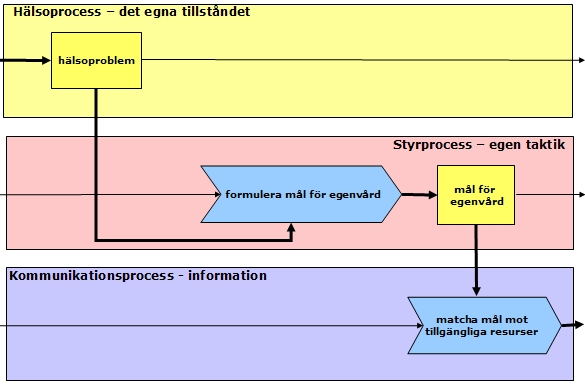 Hälsoprocess – det egna tillståndet
hälsoproblem
Styrprocess – egen taktik
formulera mål för egenvård
mål för
egenvård
Kommunikationsprocess - information
matcha mål mot
tillgängliga resurser